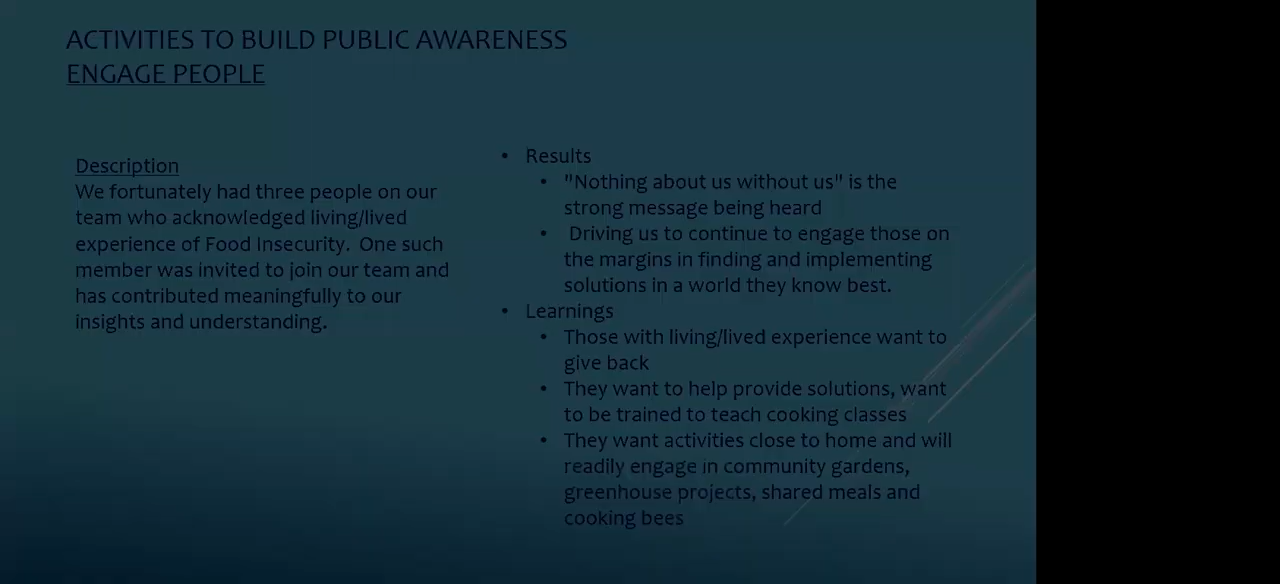 ACTIVITIES TO BUILD PUBLIC AWARENESS
ENGAGE PEOPLE
Description
We fortunately had three people on our
team who acknowledged living/lived
experience of Food Insecurity.  One such
member was invited to join our team and
has contributed meaningfully to our
insights and understanding.
• Results
• "Nothing about us without us" is the
strong message being heard
• Driving us to continue to engage those on
the margins in finding and implementing
solutions in a world they know best.
• Learnings
• Those with living/lived experience want to
give back
• They want to help provide solutions, want
to be trained to teach cooking classes
• They want activities close to home and will
readily engage in community gardens,
greenhouse projects, shared meals and
cooking bees